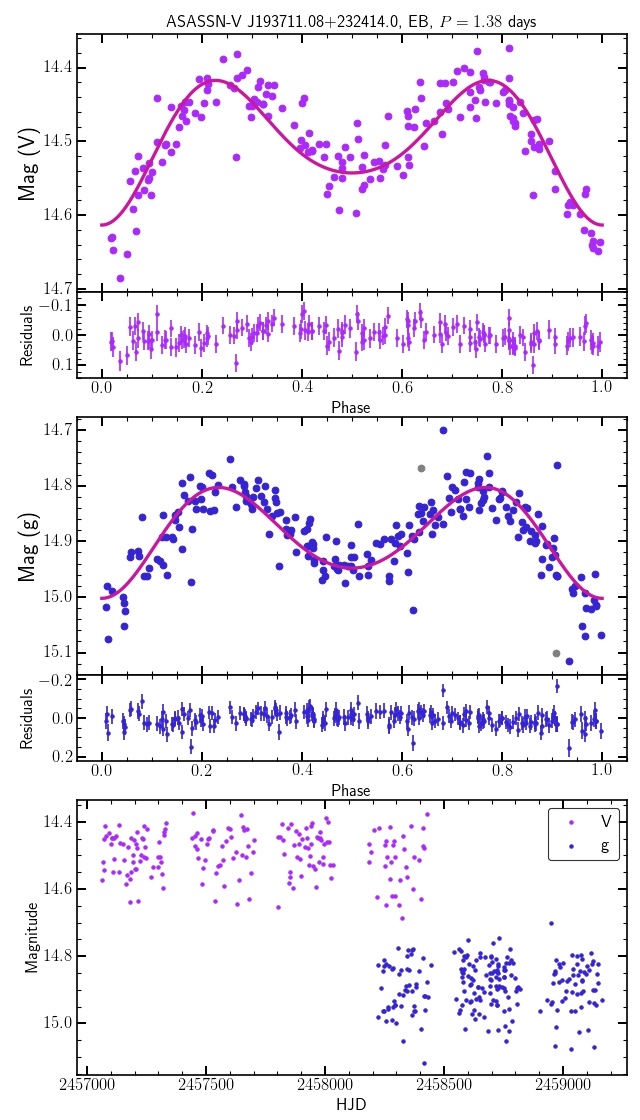 ASASSN-V J193711.08+232414.0, EB, P = 1.38 days
14.4
14.5
14.6
14.7
Mag (V)
−0.1
0.0
0.1
Residuals
0.0 0.2 0.4 0.6 0.8 1.0
Phase
14.7
14.8
14.9
15.0
15.1
Mag (g)
−0.2
0.0
0.2
Residuals
0.0 0.2 0.4 0.6 0.8 1.0
Phase
14.4
14.6
14.8
15.0
Magnitude
V
g
2457000 2457500 2458000 2458500 2459000
HJD